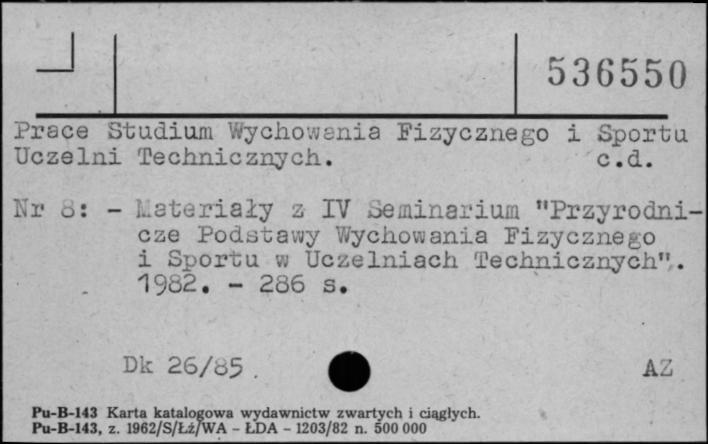 536550
Prace Studium Wychowania Fizycznego i Sportu
Uczelni Technicznych. c.d.
Nr 8: - Materiały z IV Seminarium "Przyrodni-
cze Podstawy Wychowania Fizycznego
i Sportu w Uczelniach Technicznych".
1982. - 286 s.
Dk 26/85.
AZ
Pu-B-143 Karta katalogowa wydawnictw zwartych i ciągłych.
Pu-B-143, z. 1962/S/Łź/WA - ŁDA - 1203/82 n. 500 000